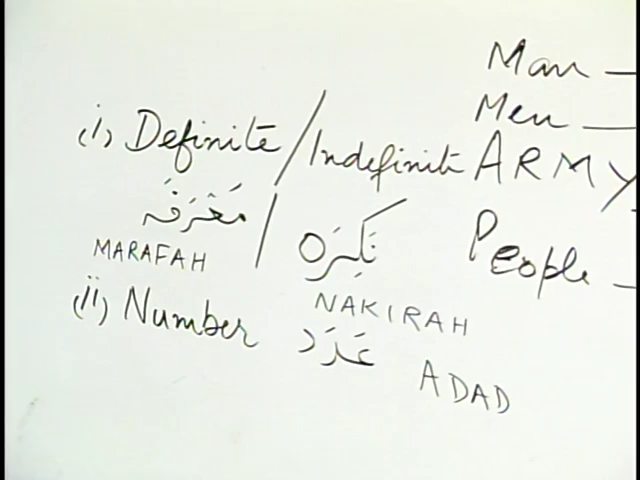 Man —
Men —
(i) Definite / Indefinite ARMY
مَعْرَفَہ / نَکِرَہ
MARAFAH
NAKIRAH
People —
(ii) Number عَدَد ADAD